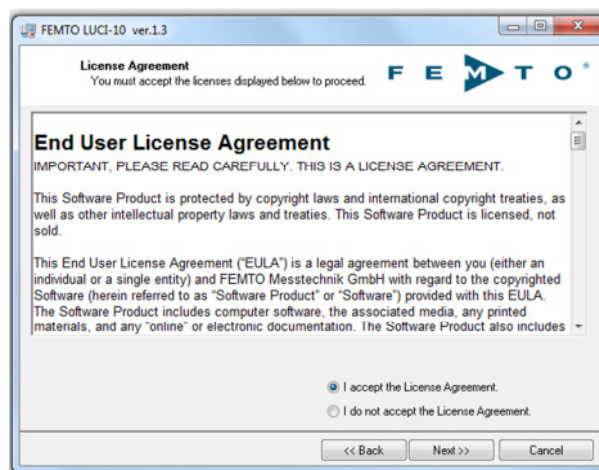 FEMTO LUCI-10 ver.1.3
License Agreement
You must accept the licenses displayed below to proceed.
FEMTO®
End User License Agreement
IMPORTANT, PLEASE READ CAREFULLY. THIS IS A LICENSE AGREEMENT.
This Software Product is protected by copyright laws and international copyright treaties, as
well as other intellectual property laws and treaties. This Software Product is licensed, not
sold.
This End User License Agreement (“EULA”) is a legal agreement between you (either an
individual or a single entity) and FEMTO Messtechnik GmbH with regard to the copyrighted
Software (herein referred to as “Software Product” or “Software”) provided with this EULA.
The Software Product includes computer software, the associated media, any printed
materials, and any “online” or electronic documentation. The Software Product also includes
I accept the License Agreement.
I do not accept the License Agreement.
<< Back
Next >>
Cancel